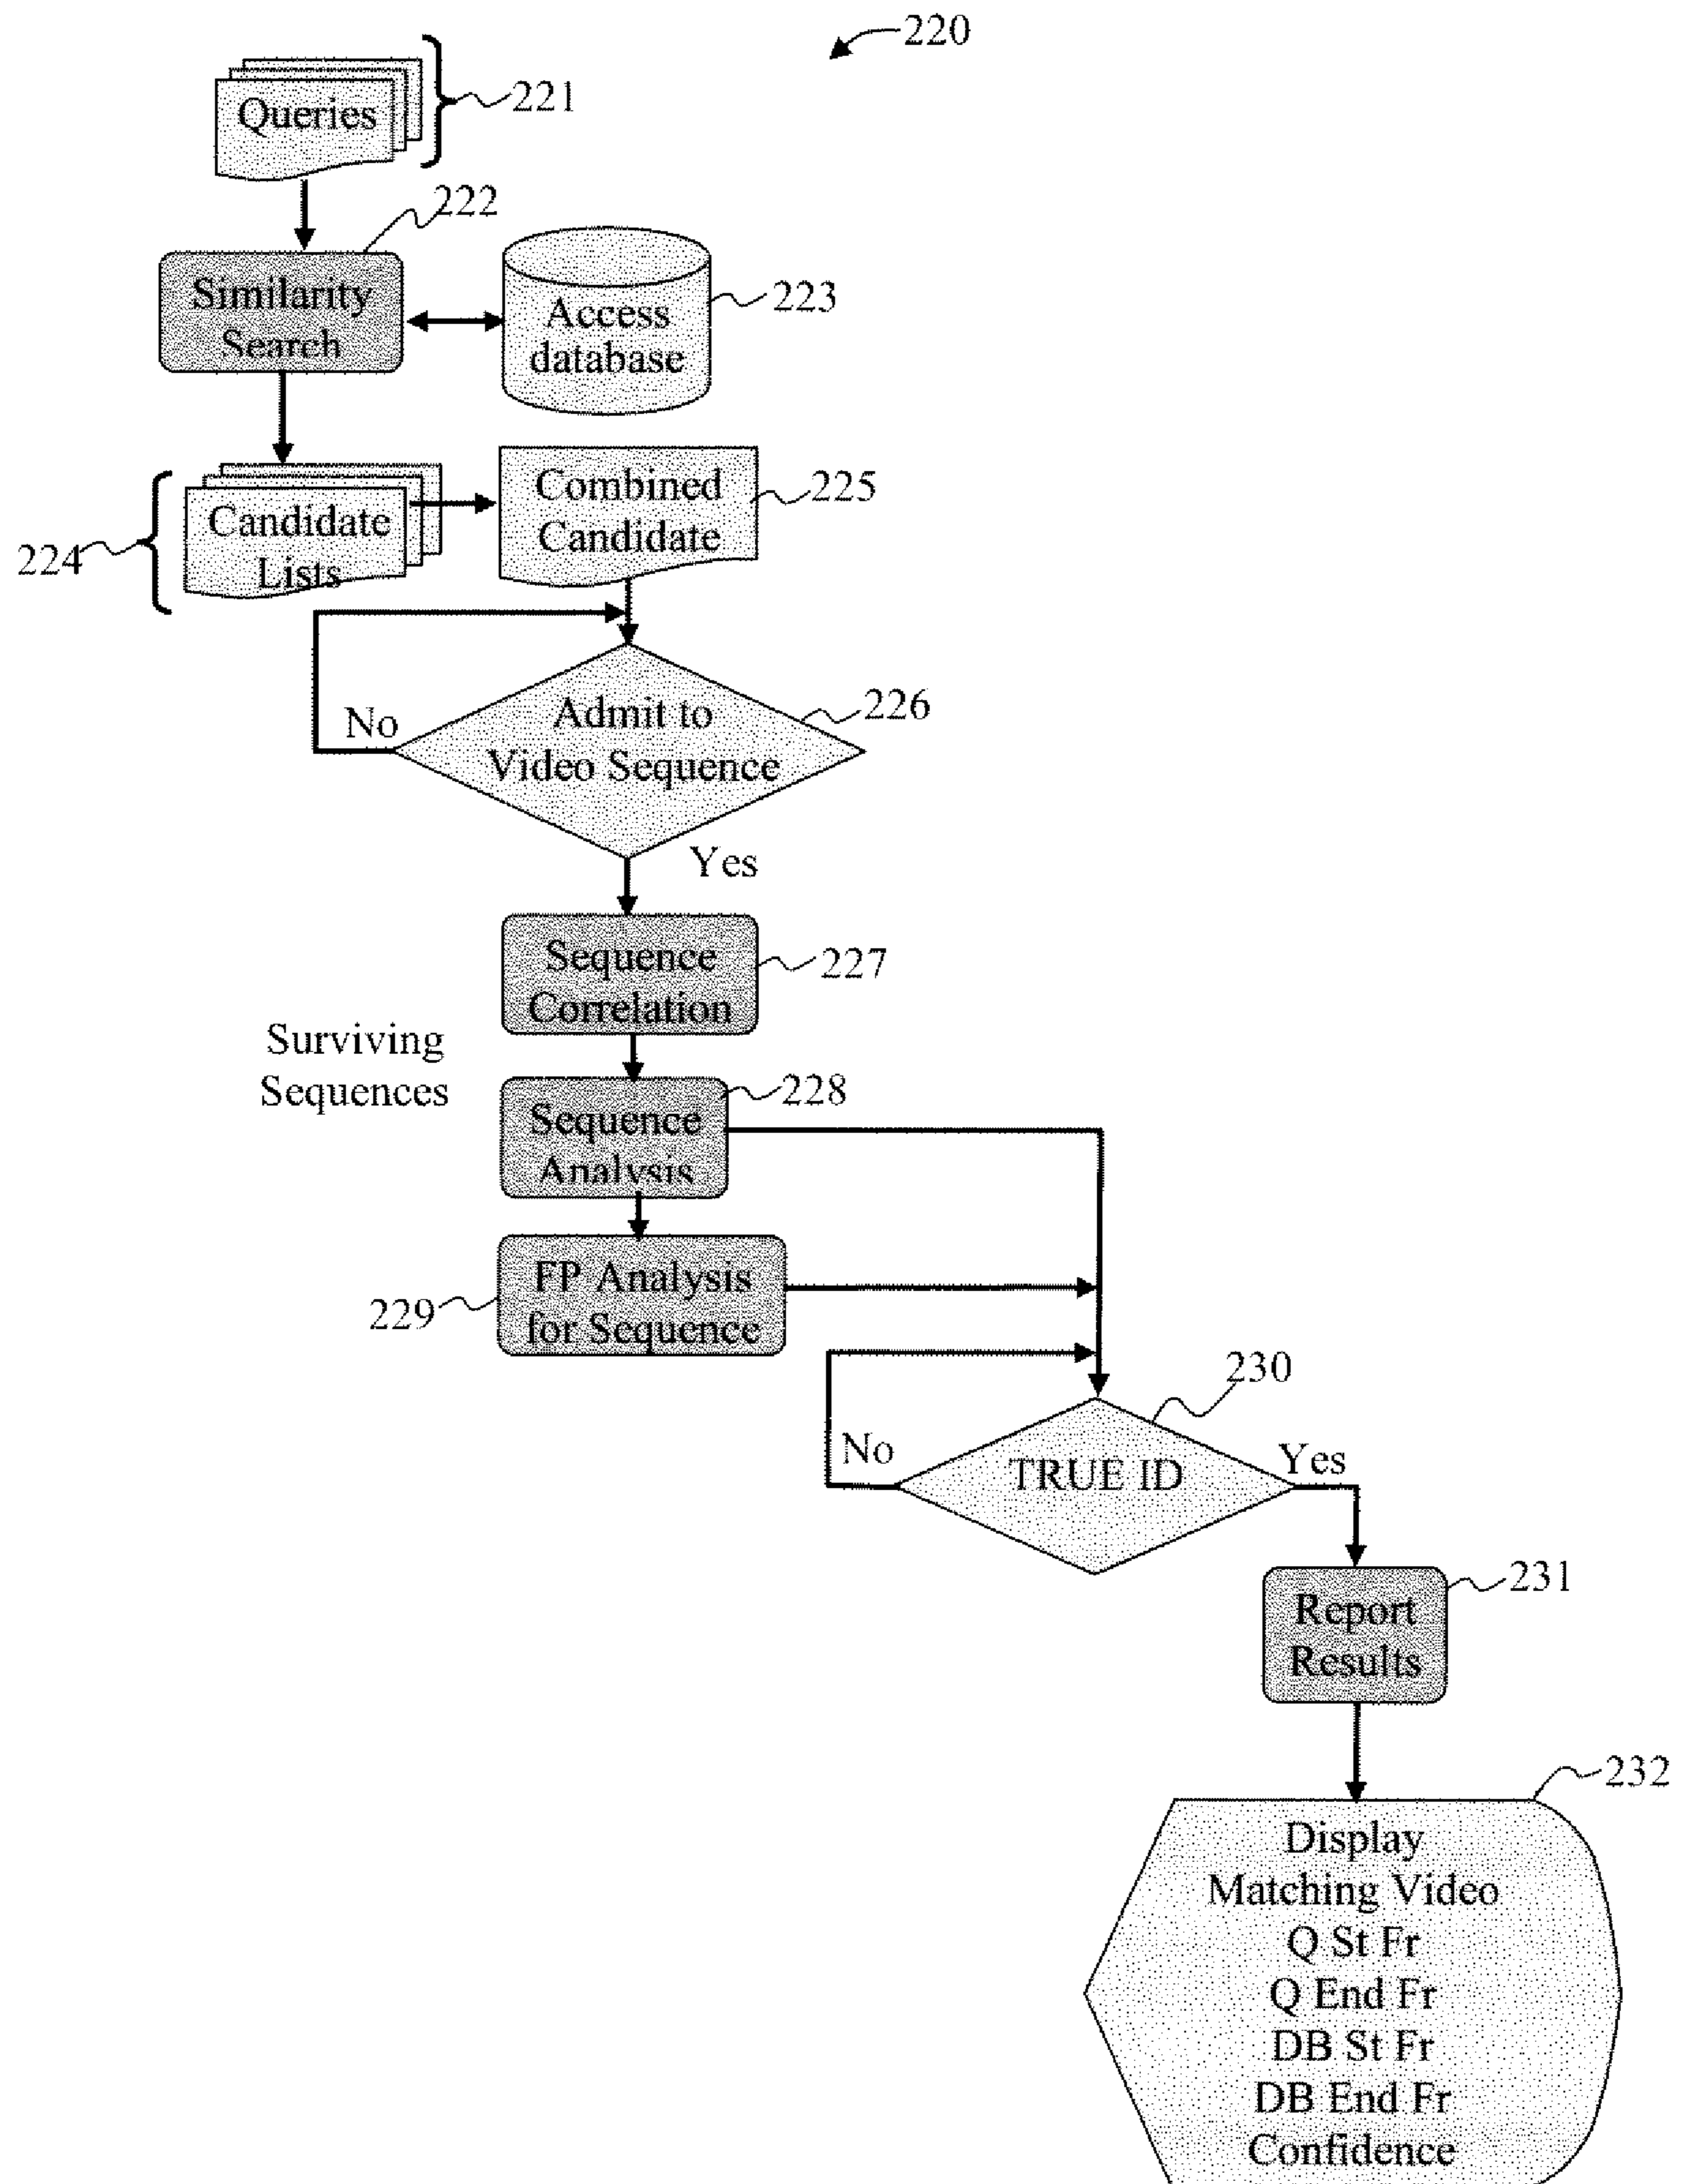 220
Queries
221
222
Similarity
Search
Access
database
223
224
Candidate
Lists
Combined
Candidate
225
No
Admit to
Video Sequence
226
Yes
Sequence
Correlation
227
Surviving
Sequences
Sequence
Analysis
228
FP Analysis
for Sequence
229
230
No
TRUE ID
Yes
Report
Results
231
232
Display
Matching Video
Q St Fr
Q End Fr
DB St Fr
DB End Fr
Confidence